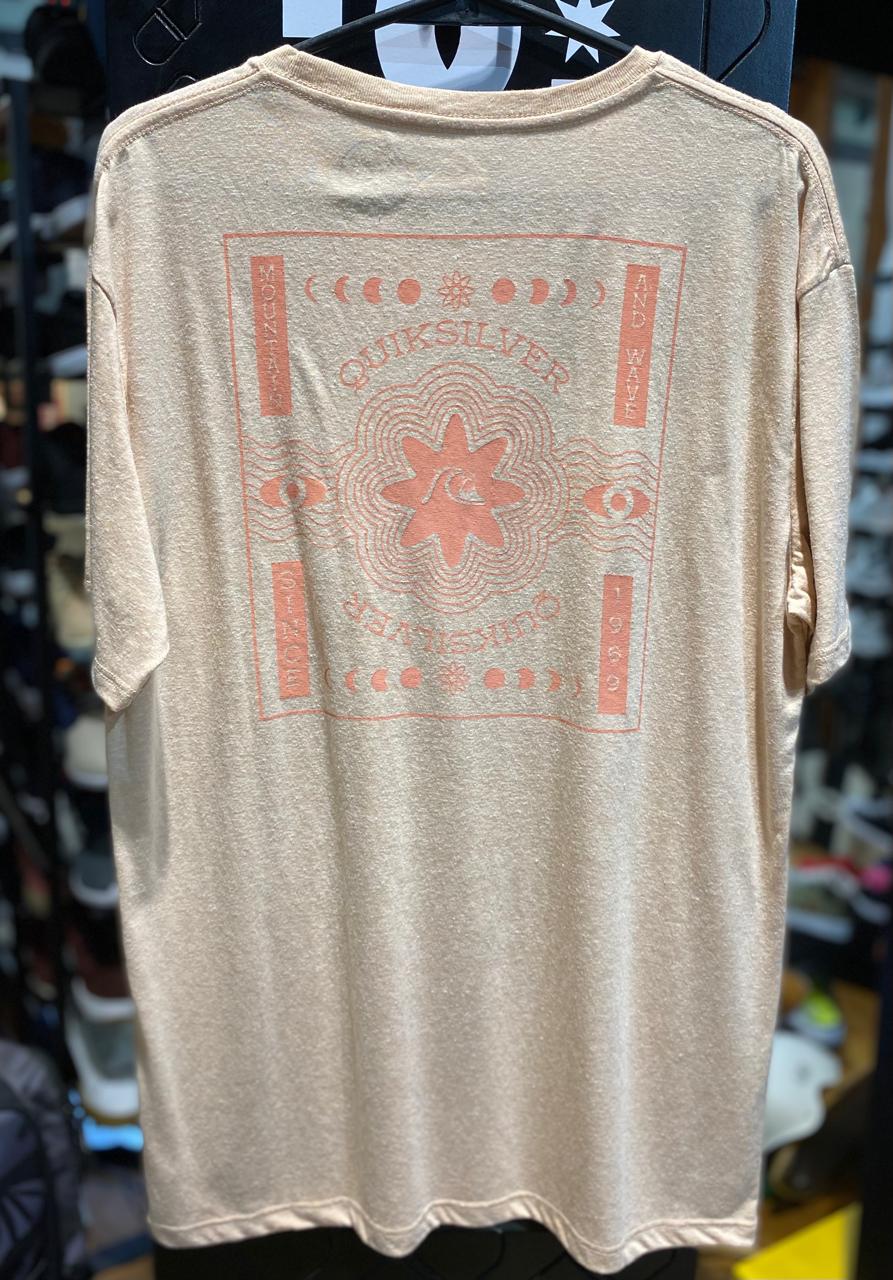 MOUNTAIN
AND WAVE
QUIKSILVER
SINCE
1969
QUIKSILVER